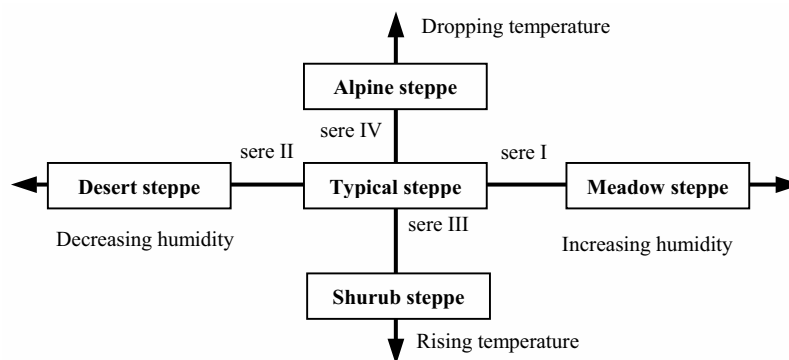 Dropping temperature
Alpine steppe
sere IV
sere II
sere I
Desert steppe
Typical steppe
Meadow steppe
sere III
Decreasing humidity
Increasing humidity
Shurub steppe
Rising temperature